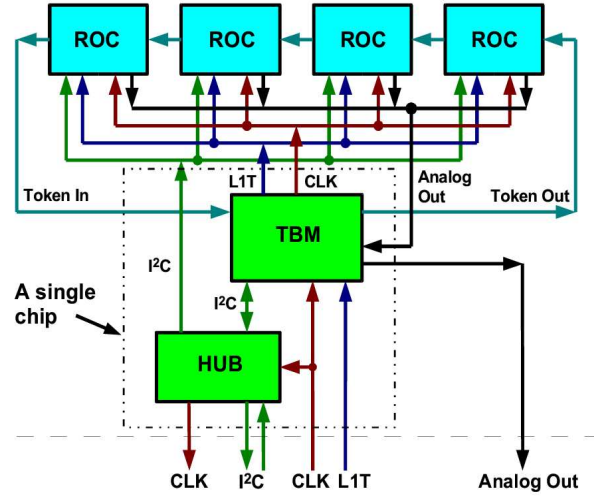 ROC ROC ROC ROC
L1T CLK Analog
Out
Token In Token Out
TBM
I²C
I²C
A single
chip
HUB
CLK I²C CLK L1T Analog Out